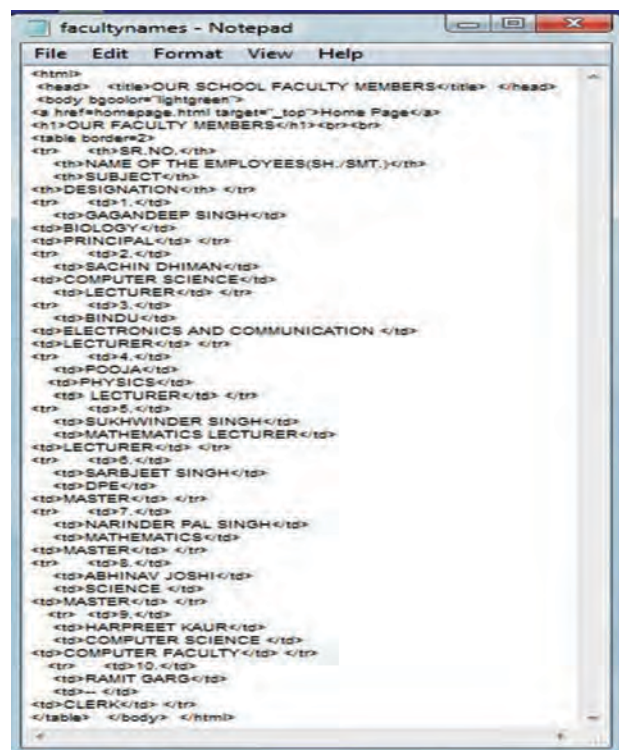 facultynames - Notepad
File Edit Format View Help
<html>
<head> <title>OUR SCHOOL FACULTY MEMBERS</title> </head>
<body bgcolor="lightgreen">
<a href=homepage.html target="_top">Home Page</a>
<h1>OUR FACULTY MEMBERS</h1><br><br>
<table border=2>
<tr> <th>SR.NO.</th>
<th>NAME OF THE EMPLOYEES(SH./SMT.)</th>
<th>SUBJECT</th>
<th>DESIGNATION</th> </tr>
<tr> <td>1.</td>
<td>GAGANDEEP SINGH</td>
<td>BIOLOGY</td>
<td>PRINCIPAL</td> </tr>
<tr> <td>2.</td>
<td>SACHIN DHIMAN</td>
<td>COMPUTER SCIENCE</td>
<td>LECTURER</td> </tr>
<tr> <td>3.</td>
<td>BINDU</td>
<td>ELECTRONICS AND COMMUNICATION </td>
<td>LECTURER</td> </tr>
<tr> <td>4.</td>
<td>POOJA</td>
<td>PHYSICS</td>
<td> LECTURER</td> </tr>
<tr> <td>5.</td>
<td>SUKHWINDER SINGH</td>
<td>MATHEMATICS LECTURER</td>
<td>LECTURER</td> </tr>
<tr> <td>6.</td>
<td>SARBJEET SINGH</td>
<td>DPE</td>
<td>MASTER</td> </tr>
<tr> <td>7.</td>
<td>NARINDER PAL SINGH</td>
<td>MATHEMATICS</td>
<td>MASTER</td> </tr>
<tr> <td>8.</td>
<td>ABHINAV JOSHI</td>
<td>SCIENCE </td>
<td>MASTER</td> </tr>
<tr> <td>9.</td>
<td>HARPREET KAUR</td>
<td>COMPUTER SCIENCE </td>
<td>COMPUTER FACULTY</td> </tr>
<tr> <td>10.</td>
<td>RAMIT GARG</td>
<td>-- </td>
<td>CLERK</td> </tr>
</table> </body> </html>